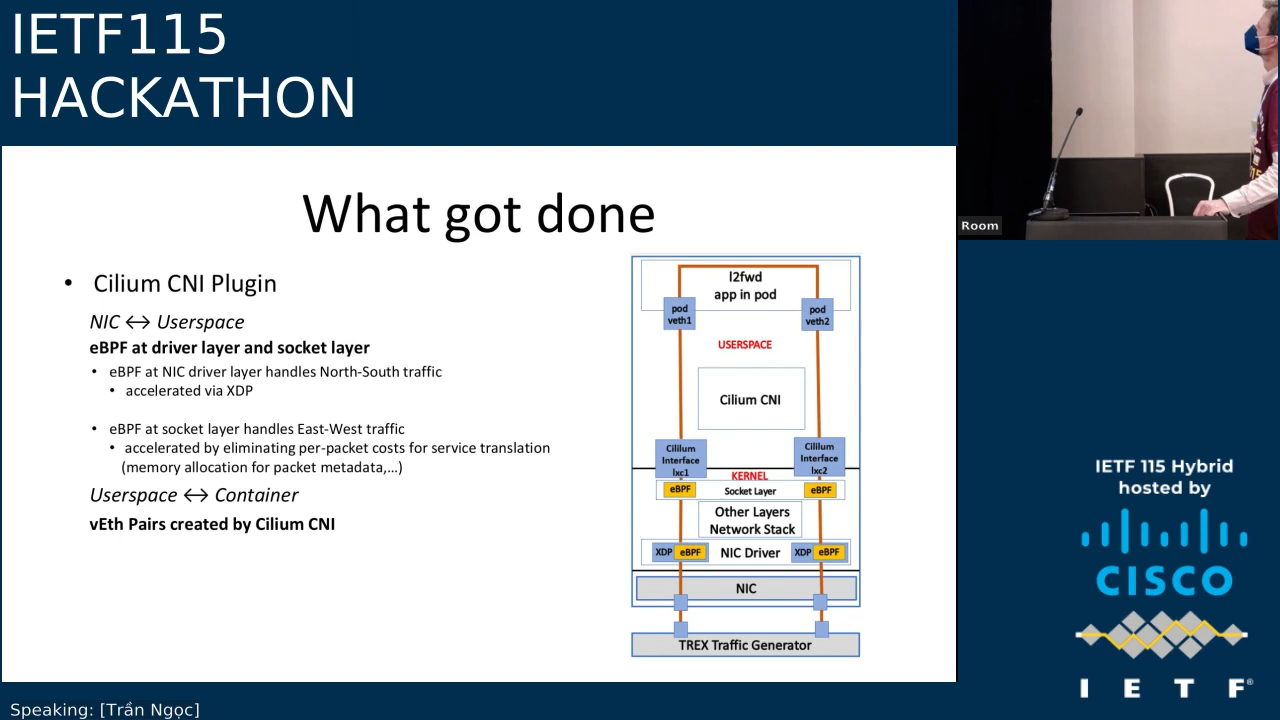 IETF115
HACKATHON
Room
What got done
• Cilium CNI Plugin
NIC ↔ Userspace
eBPF at driver layer and socket layer
• eBPF at NIC driver layer handles North-South traffic
• accelerated via XDP
• eBPF at socket layer handles East-West traffic
• accelerated by eliminating per-packet costs for service translation
(memory allocation for packet metadata,...)
Userspace ↔ Container
vEth Pairs created by Cilium CNI
l2fwd
app in pod
pod
veth1
pod
veth2
USERSPACE
Cilium CNI
Cililum
Interface
lxc1
Cililum
Interface
lxc2
KERNEL
eBPF
Socket Layer
eBPF
Other Layers
Network Stack
XDP
eBPF
NIC Driver
XDP
eBPF
NIC
TREX Traffic Generator
IETF 115 Hybrid
hosted by
CISCO
I E T F®
Speaking: [Trần Ngọc]